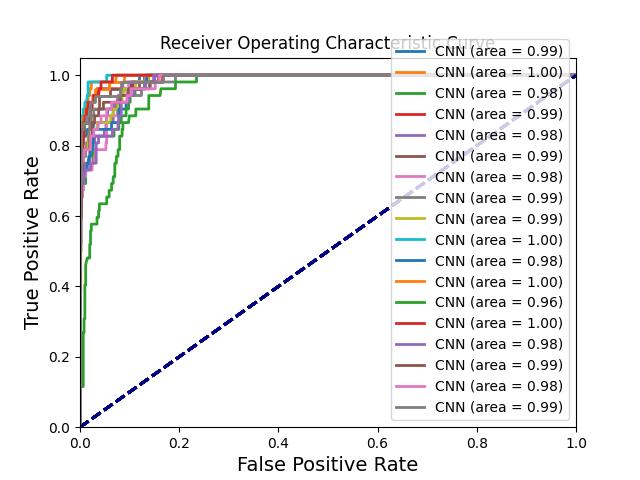 Receiver Operating Characteristic Curve
True Positive Rate
1.0
0.8
0.6
0.4
0.2
0.0
0.0 0.2 0.4 0.6 0.8 1.0
False Positive Rate
CNN (area = 0.99)
CNN (area = 1.00)
CNN (area = 0.98)
CNN (area = 0.99)
CNN (area = 0.98)
CNN (area = 0.99)
CNN (area = 0.98)
CNN (area = 0.99)
CNN (area = 0.99)
CNN (area = 1.00)
CNN (area = 0.98)
CNN (area = 1.00)
CNN (area = 0.96)
CNN (area = 1.00)
CNN (area = 0.98)
CNN (area = 0.99)
CNN (area = 0.98)
CNN (area = 0.99)